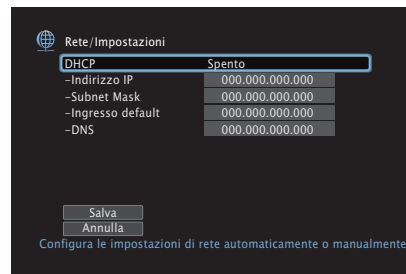 Rete/Impostazioni
DHCP Spento
–Indirizzo IP 000.000.000.000
–Subnet Mask 000.000.000.000
–Ingresso default 000.000.000.000
–DNS 000.000.000.000
Salva
Annulla
Configura le impostazioni di rete automaticamente o manualmente